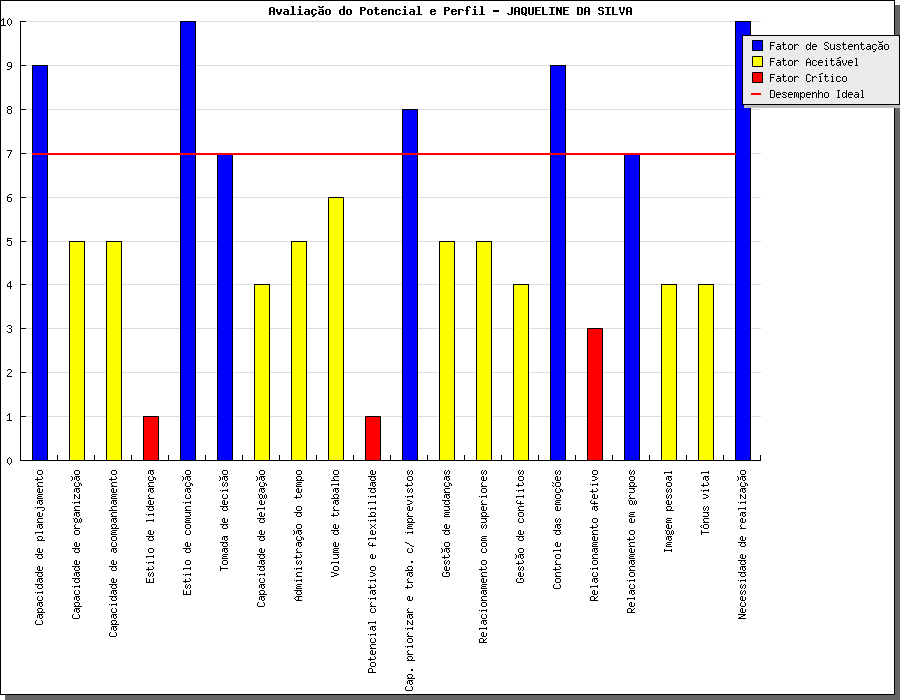 Avaliação do Potencial e Perfil - JAQUELINE DA SILVA
Fator de Sustentação
Fator Aceitável
Fator Crítico
Desempenho Ideal
10
9
8
7
6
5
4
3
2
1
0
Capacidade de planejamento
Capacidade de organização
Capacidade de acompanhamento
Estilo de liderança
Estilo de comunicação
Tomada de decisão
Capacidade de delegação
Administração do tempo
Volume de trabalho
Potencial criativo e flexibilidade
Cap. priorizar e trab. c/ imprevistos
Gestão de mudanças
Relacionamento com superiores
Gestão de conflitos
Controle das emoções
Relacionamento afetivo
Relacionamento em grupos
Imagem pessoal
Tônus vital
Necessidade de realização